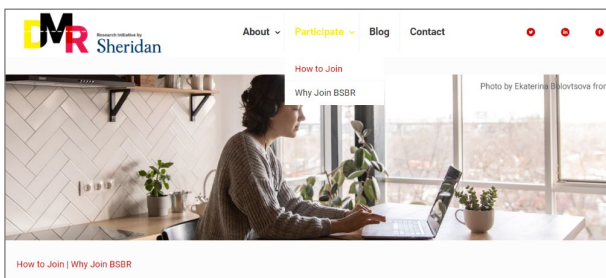 DMR
Research Initiative by
Sheridan
About
Participate
Blog
Contact
How to Join
Why Join BSBR
Photo by Ekaterina Bolovtsova from
How to Join | Why Join BSBR